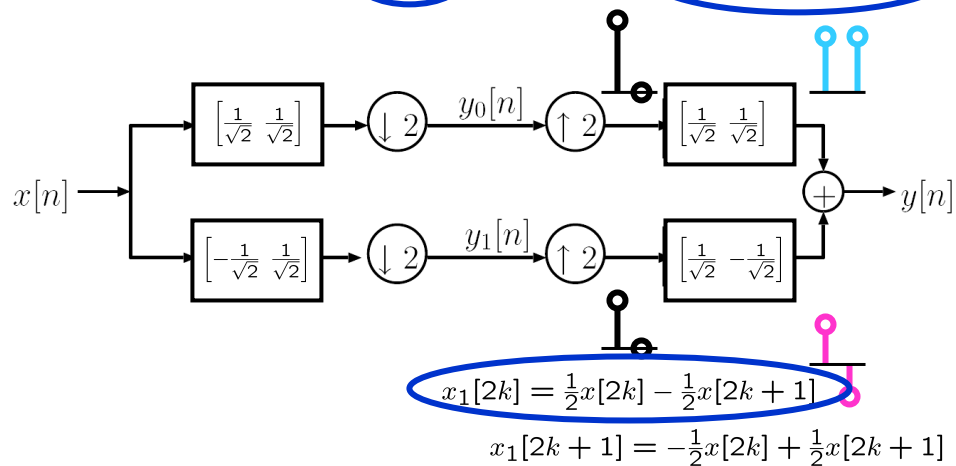 [1/√2 1/√2] ↓ 2 y₀[n] ↑ 2 [1/√2 1/√2]
x[n] + y[n]
[-1/√2 1/√2] ↓ 2 y₁[n] ↑ 2 [1/√2 -1/√2]
x₁[2k] = ½x[2k] − ½x[2k + 1]
x₁[2k + 1] = −½x[2k] + ½x[2k + 1]